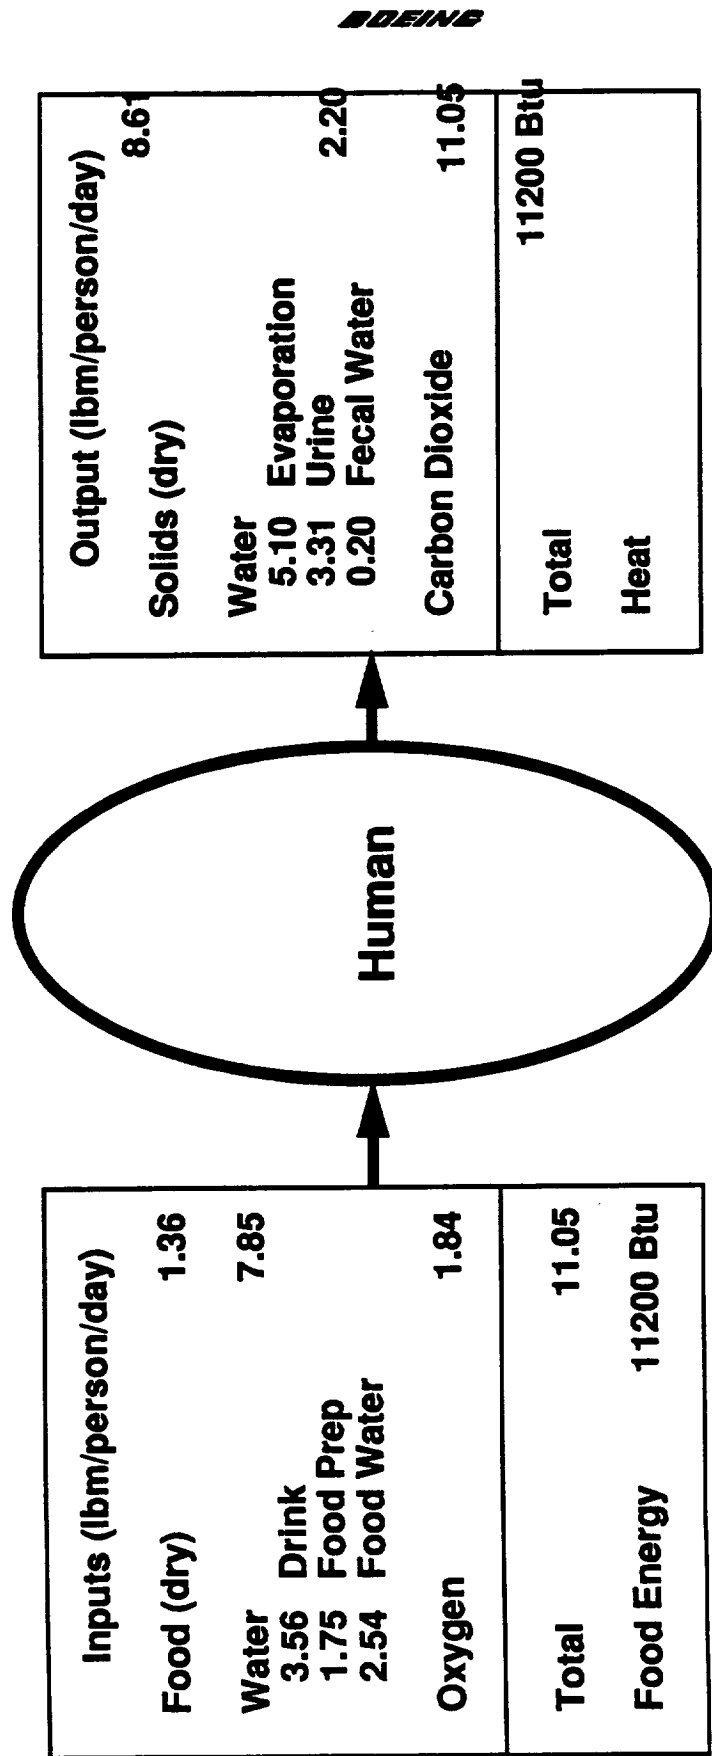 BOEING
Inputs (lbm/person/day)
Food (dry) 1.36
Water 7.85
3.56 Drink
1.75 Food Prep
2.54 Food Water
Oxygen 1.84
Total 11.05
Food Energy 11200 Btu
Human
Output (lbm/person/day)
Solids (dry) 8.61
Water
5.10 Evaporation
3.31 Urine 2.20
0.20 Fecal Water
Carbon Dioxide 11.05
Total 11200 Btu
Heat